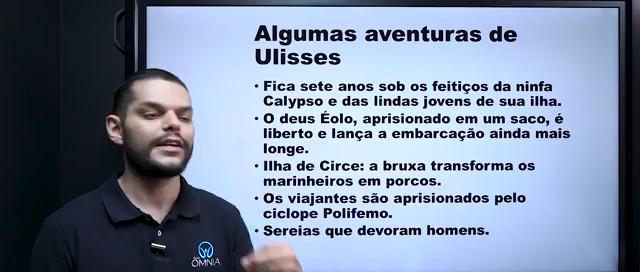 Algumas aventuras de
Ulisses
• Fica sete anos sob os feitiços da ninfa
Calypso e das lindas jovens de sua ilha.
• O deus Éolo, aprisionado em um saco, é
liberto e lança a embarcação ainda mais
longe.
• Ilha de Circe: a bruxa transforma os
marinheiros em porcos.
• Os viajantes são aprisionados pelo
ciclope Polifemo.
• Sereias que devoram homens.
OMNIA